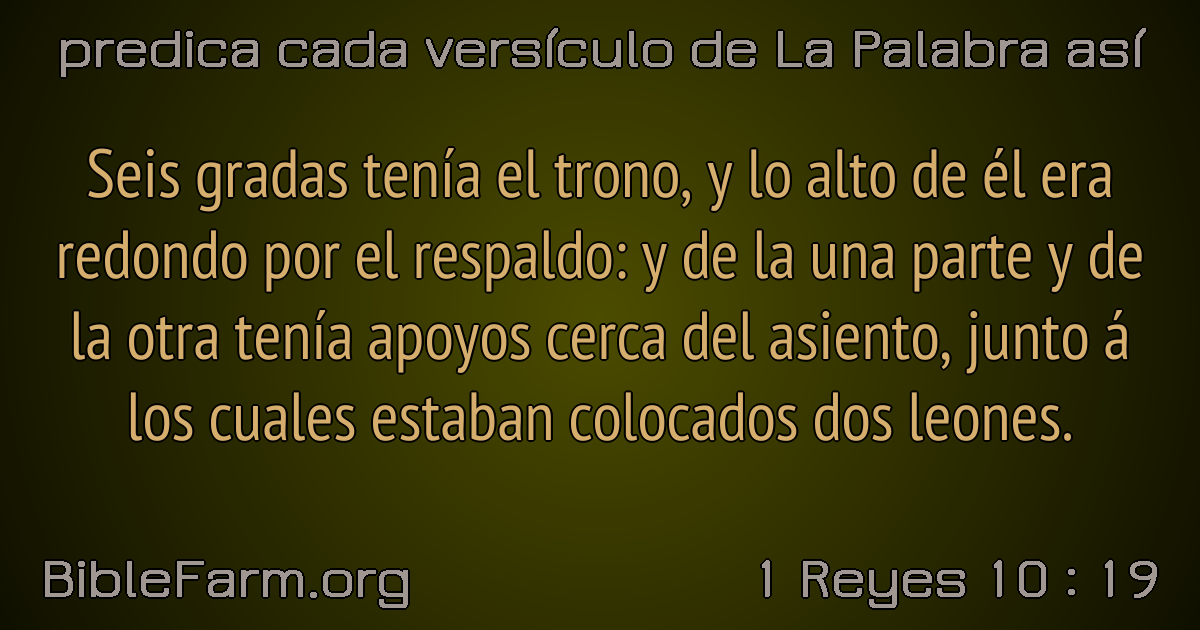 predica cada versículo de La Palabra así
Seis gradas tenía el trono, y lo alto de él era
redondo por el respaldo: y de la una parte y de
la otra tenía apoyos cerca del asiento, junto á
los cuales estaban colocados dos leones.
BibleFarm.org
1 Reyes 10 : 19